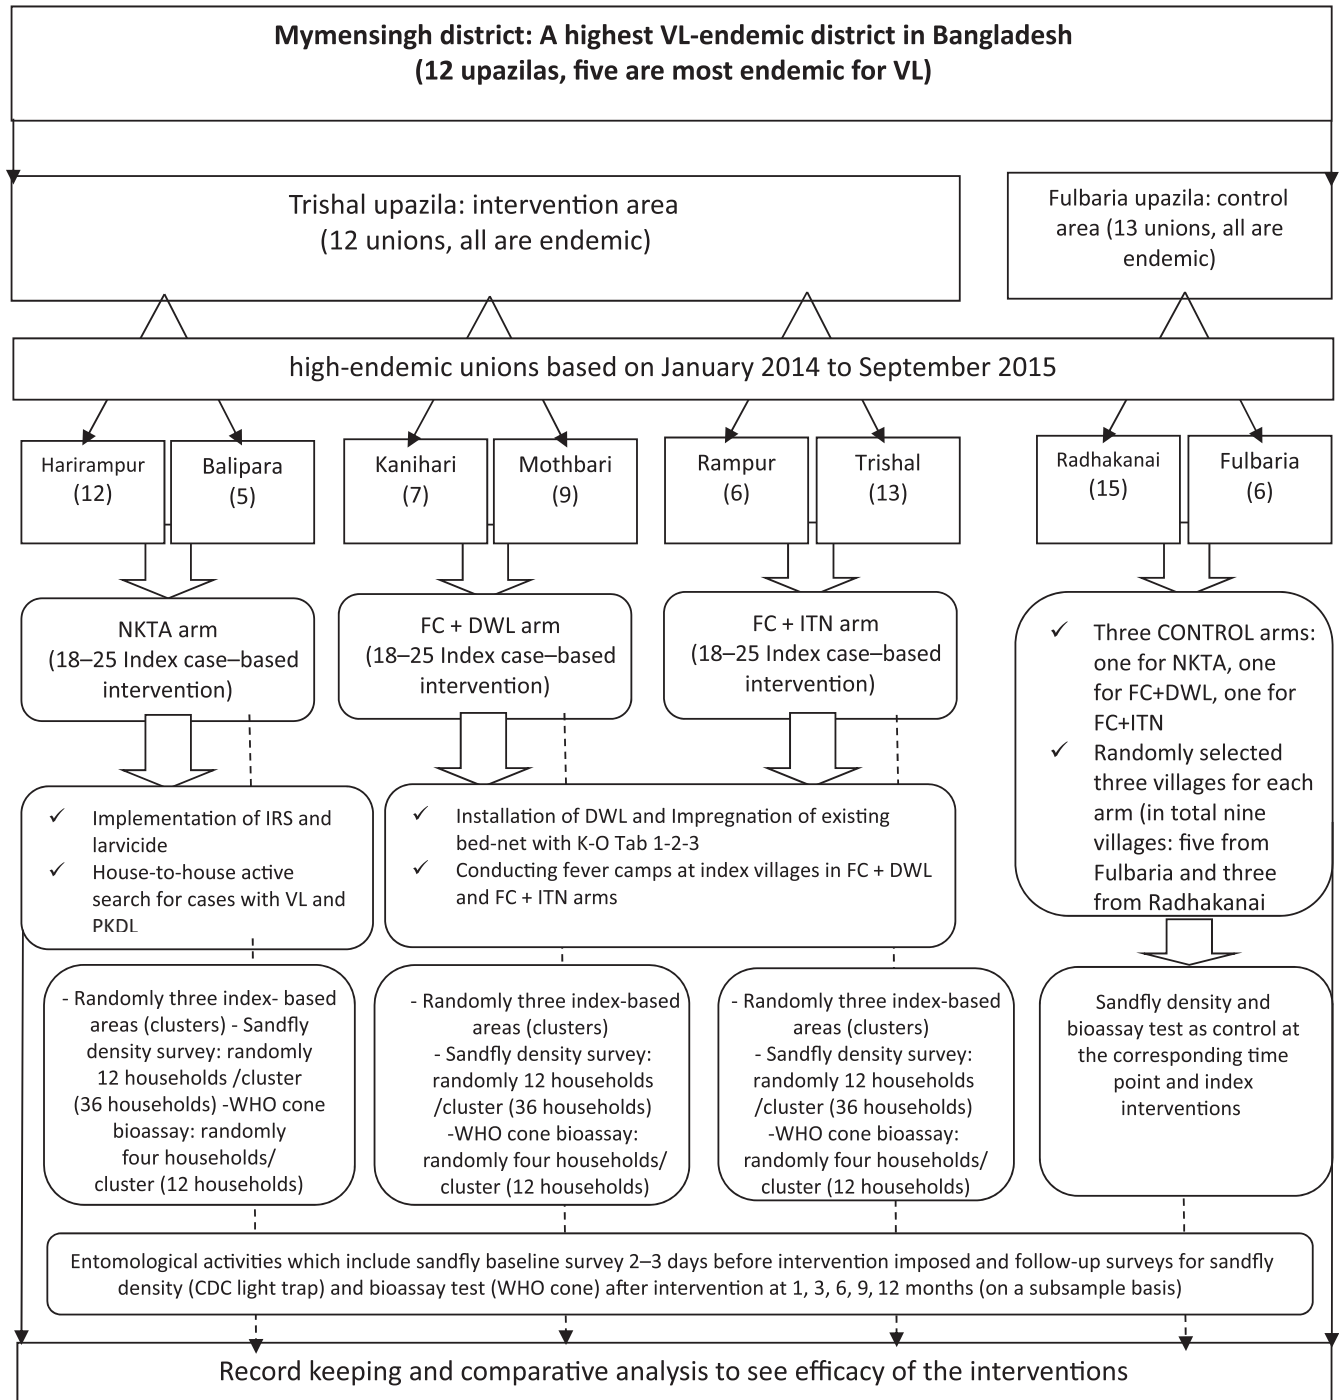 Mymensingh district: A highest VL-endemic district in Bangladesh
(12 upazilas, five are most endemic for VL)
Trishal upazila: intervention area
(12 unions, all are endemic)
Fulbaria upazila: control
area (13 unions, all are
endemic)
high-endemic unions based on January 2014 to September 2015
Harirampur
(12)
Balipara
(5)
Kanihari
(7)
Mothbari
(9)
Rampur
(6)
Trishal
(13)
Radhakanai
(15)
Fulbaria
(6)
NKTA arm
(18–25 Index case–based
intervention)
FC + DWL arm
(18–25 Index case–based
intervention)
FC + ITN arm
(18–25 Index case–based
intervention)
✓ Three CONTROL arms:
one for NKTA, one
for FC+DWL, one for
FC+ITN
✓ Randomly selected
three villages for each
arm (in total nine
villages: five from
Fulbaria and three
from Radhakanai
✓ Implementation of IRS and
larvicide
✓ House-to-house active
search for cases with VL and
PKDL
✓ Installation of DWL and Impregnation of existing
bed-net with K-O Tab 1-2-3
✓ Conducting fever camps at index villages in FC + DWL
and FC + ITN arms
- Randomly three index- based
areas (clusters) - Sandfly
density survey: randomly
12 households /cluster
(36 households) -WHO cone
bioassay: randomly
four households/
cluster (12 households)
- Randomly three index-based
areas (clusters)
- Sandfly density survey:
randomly 12 households
/cluster (36 households)
-WHO cone bioassay:
randomly four households/
cluster (12 households)
- Randomly three index-based
areas (clusters)
- Sandfly density survey:
randomly 12 households
/cluster (36 households)
-WHO cone bioassay:
randomly four households/
cluster (12 households)
Sandfly density and
bioassay test as control at
the corresponding time
point and index
interventions
Entomological activities which include sandfly baseline survey 2–3 days before intervention imposed and follow-up surveys for sandfly
density (CDC light trap) and bioassay test (WHO cone) after intervention at 1, 3, 6, 9, 12 months (on a subsample basis)
Record keeping and comparative analysis to see efficacy of the interventions